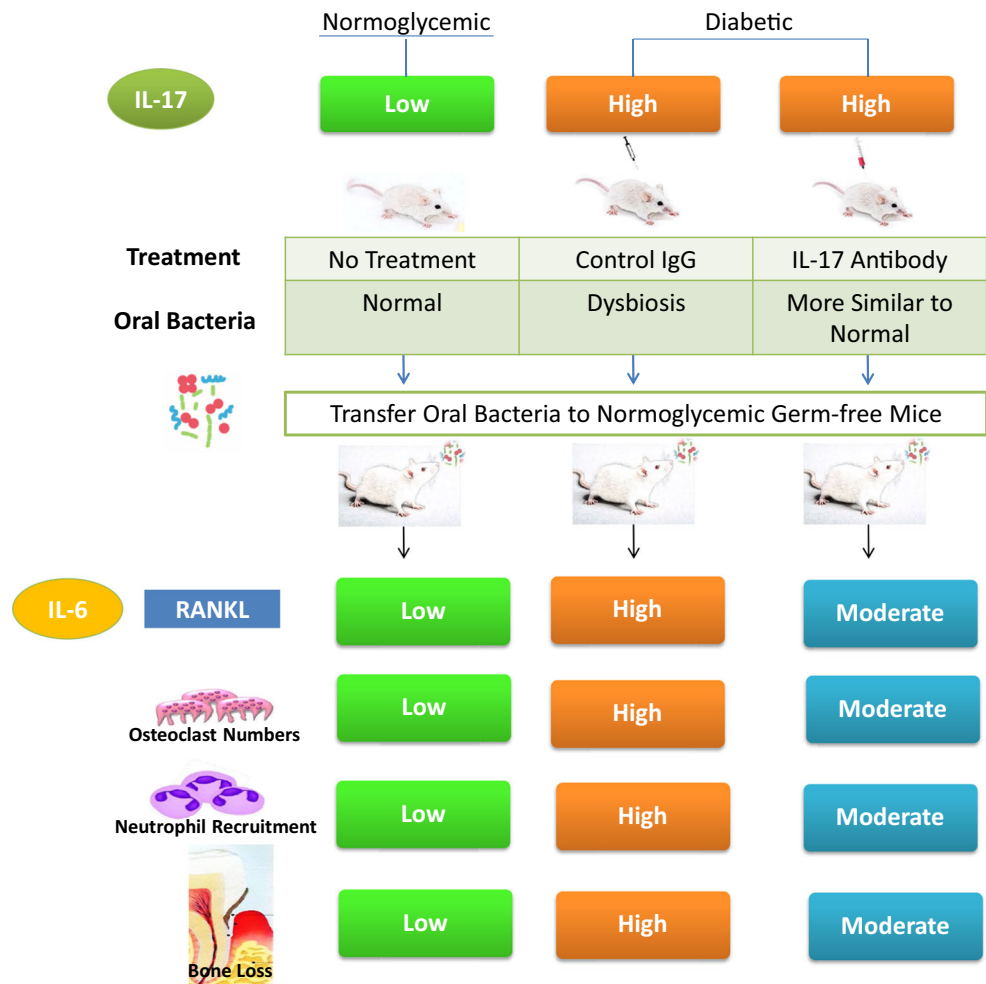 Normoglycemic
Diabetic
IL-17
Low
High
High
Treatment
No Treatment
Control IgG
IL-17 Antibody
Oral Bacteria
Normal
Dysbiosis
More Similar to
Normal
Transfer Oral Bacteria to Normoglycemic Germ-free Mice
IL-6
RANKL
Low
High
Moderate
Osteoclast Numbers
Low
High
Moderate
Neutrophil Recruitment
Low
High
Moderate
Bone Loss
Low
High
Moderate